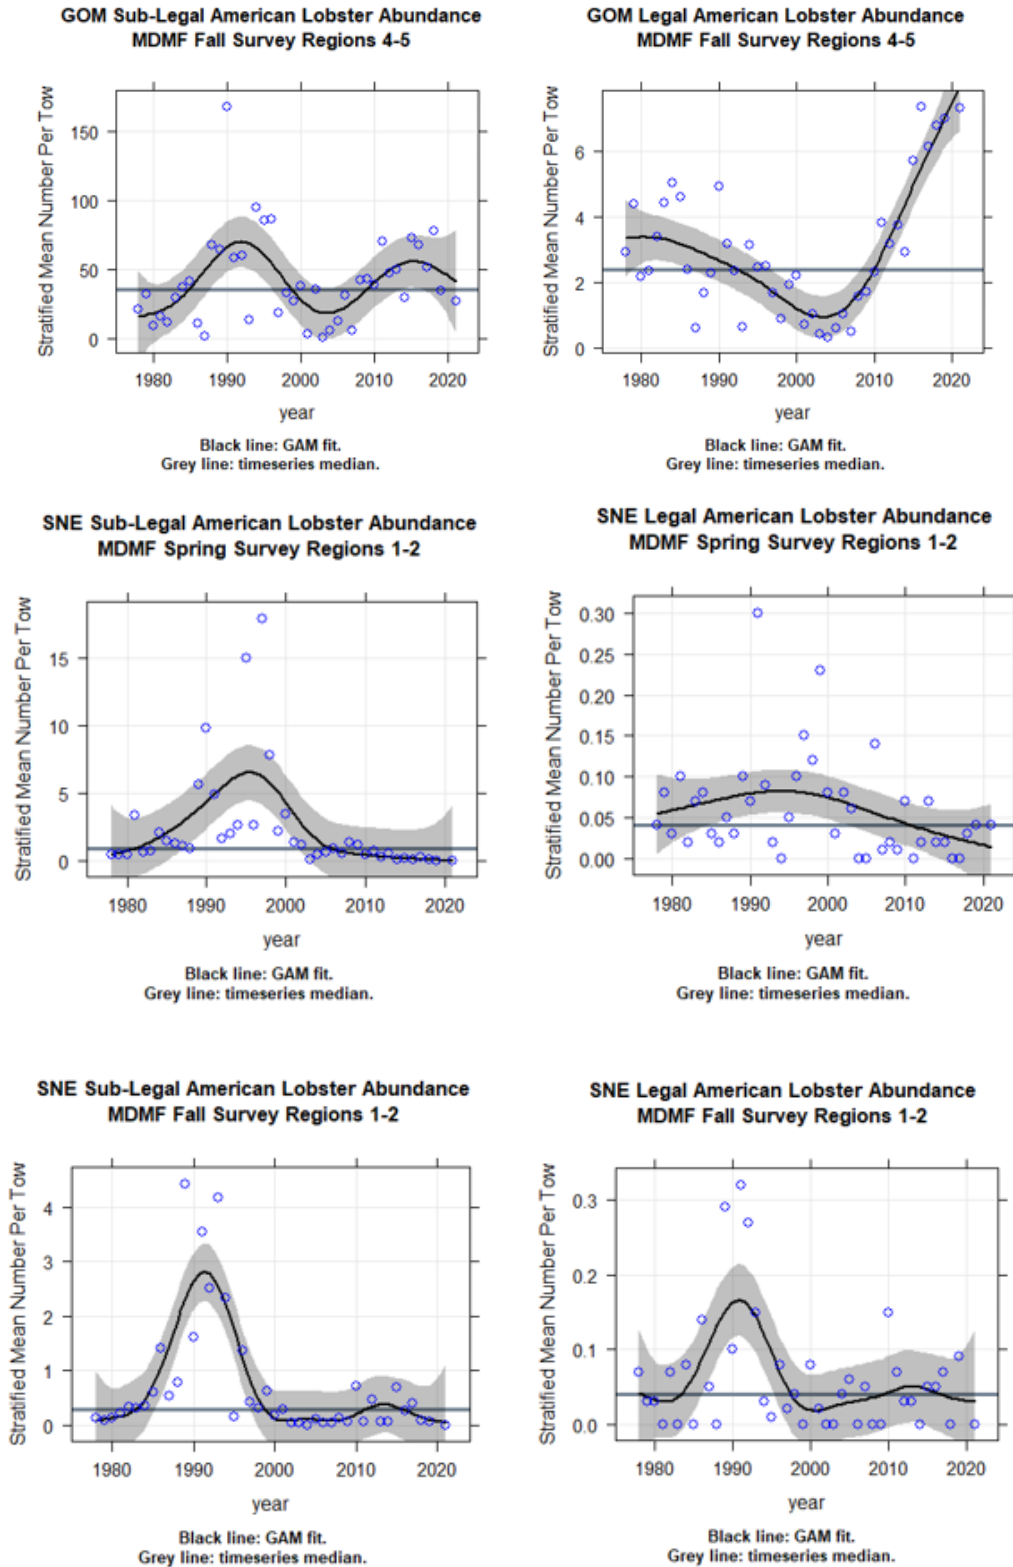 GOM Sub-Legal American Lobster Abundance
MDMF Fall Survey Regions 4-5
Stratified Mean Number Per Tow
150
100
50
0
1980 1990 2000 2010 2020
year
Black line: GAM fit.
Grey line: timeseries median.
GOM Legal American Lobster Abundance
MDMF Fall Survey Regions 4-5
Stratified Mean Number Per Tow
6
4
2
0
1980 1990 2000 2010 2020
year
Black line: GAM fit.
Grey line: timeseries median.
SNE Sub-Legal American Lobster Abundance
MDMF Spring Survey Regions 1-2
Stratified Mean Number Per Tow
15
10
5
0
1980 1990 2000 2010 2020
year
Black line: GAM fit.
Grey line: timeseries median.
SNE Legal American Lobster Abundance
MDMF Spring Survey Regions 1-2
Stratified Mean Number Per Tow
0.30
0.25
0.20
0.15
0.10
0.05
0.00
1980 1990 2000 2010 2020
year
Black line: GAM fit.
Grey line: timeseries median.
SNE Sub-Legal American Lobster Abundance
MDMF Fall Survey Regions 1-2
Stratified Mean Number Per Tow
4
3
2
1
0
1980 1990 2000 2010 2020
year
Black line: GAM fit.
Grey line: timeseries median.
SNE Legal American Lobster Abundance
MDMF Fall Survey Regions 1-2
Stratified Mean Number Per Tow
0.3
0.2
0.1
0.0
1980 1990 2000 2010 2020
year
Black line: GAM fit.
Grey line: timeseries median.